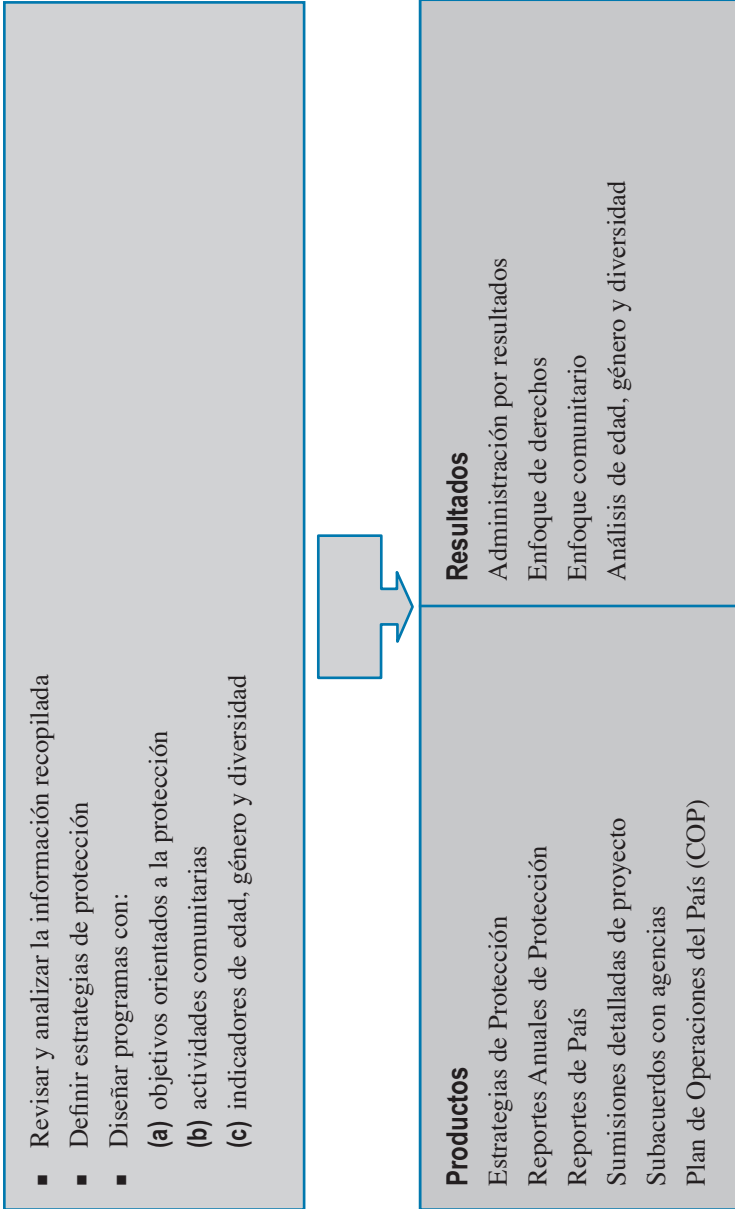 ■ Revisar y analizar la información recopilada
■ Definir estrategias de protección
■ Diseñar programas con:
(a) objetivos orientados a la protección
(b) actividades comunitarias
(c) indicadores de edad, género y diversidad
Productos
Estrategias de Protección
Reportes Anuales de Protección
Reportes de País
Sumisiones detalladas de proyecto
Subacuerdos con agencias
Plan de Operaciones del País (COP)
Resultados
Administración por resultados
Enfoque de derechos
Enfoque comunitario
Análisis de edad, género y diversidad